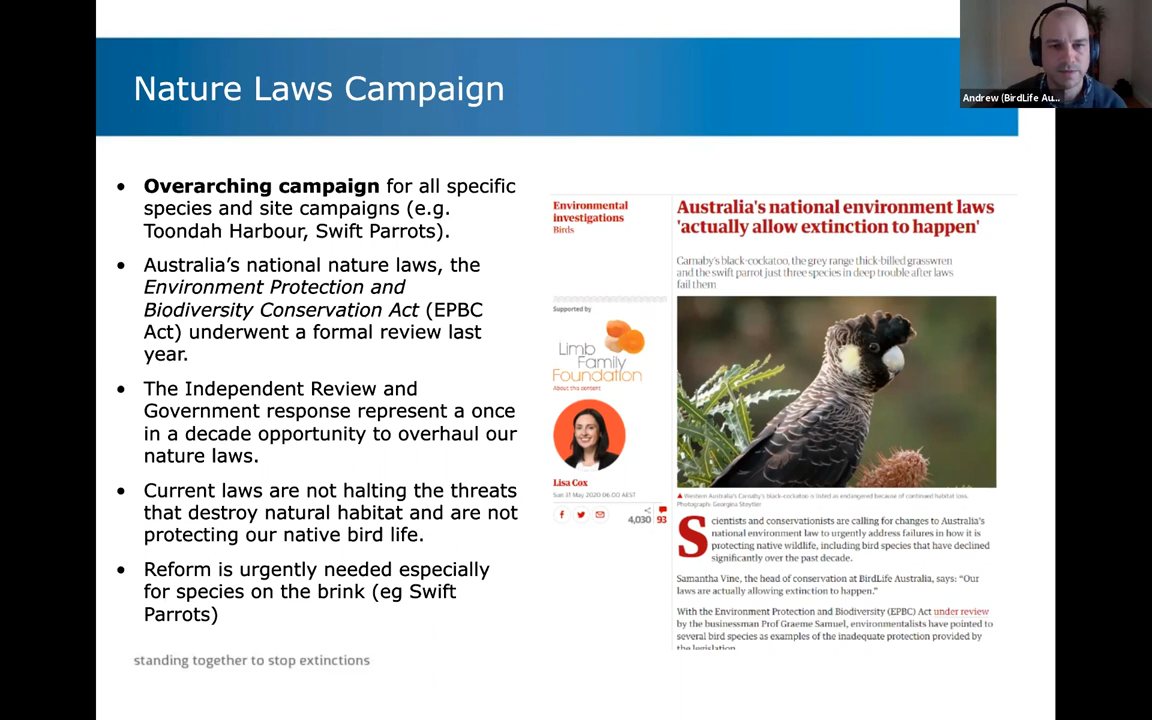 Nature Laws Campaign
Andrew (BirdLife Au...
• Overarching campaign for all specific
species and site campaigns (e.g.
Toondah Harbour, Swift Parrots).
• Australia’s national nature laws, the
Environment Protection and
Biodiversity Conservation Act (EPBC
Act) underwent a formal review last
year.
• The Independent Review and
Government response represent a once
in a decade opportunity to overhaul our
nature laws.
• Current laws are not halting the threats
that destroy natural habitat and are not
protecting our native bird life.
• Reform is urgently needed especially
for species on the brink (eg Swift
Parrots)
standing together to stop extinctions
Environmental
investigations
Birds
Supported by
Limb
Family
Foundation
About this content
Lisa Cox
Sun 31 May 2020 06.00 AEST
4,030
93
Australia's national environment laws
'actually allow extinction to happen'
Carnaby's black-cockatoo, the grey range thick-billed grasswren
and the swift parrot just three species in deep trouble after laws
fail them
Western Australia's Carnaby's black-cockatoo is listed as endangered because of continued habitat loss.
Photograph: Georgina Steytler
Scientists and conservationists are calling for changes to Australia's
national environment law to urgently address failures in how it is
protecting native wildlife, including bird species that have declined
significantly over the past decade.
Samantha Vine, the head of conservation at BirdLife Australia, says: “Our
laws are actually allowing extinction to happen.”
With the Environment Protection and Biodiversity (EPBC) Act under review
by the businessman Prof Graeme Samuel, environmentalists have pointed to
several bird species as examples of the inadequate protection provided by
the legislation.